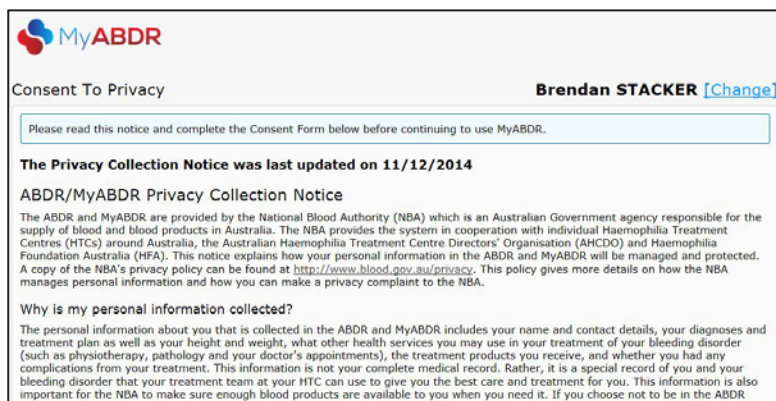 MyABDR
Consent To Privacy
Brendan STACKER [Change]
Please read this notice and complete the Consent Form below before continuing to use MyABDR.
The Privacy Collection Notice was last updated on 11/12/2014
ABDR/MyABDR Privacy Collection Notice
The ABDR and MyABDR are provided by the National Blood Authority (NBA) which is an Australian Government agency responsible for the
supply of blood and blood products in Australia. The NBA provides the system in cooperation with individual Haemophilia Treatment
Centres (HTCs) around Australia, the Australian Haemophilia Treatment Centre Directors' Organisation (AHCDO) and Haemophilia
Foundation Australia (HFA). This notice explains how your personal information in the ABDR and MyABDR will be managed and protected.
A copy of the NBA's privacy policy can be found at http://www.blood.gov.au/privacy. This policy gives more details on how the NBA
manages personal information and how you can make a privacy complaint to the NBA.
Why is my personal information collected?
The personal information about you that is collected in the ABDR and MyABDR includes your name and contact details, your diagnoses and
treatment plan as well as your height and weight, what other health services you may use in your treatment of your bleeding disorder
(such as physiotherapy, pathology and your doctor's appointments), the treatment products you receive, and whether you had any
complications from your treatment. This information is not your complete medical record. Rather, it is a special record of you and your
bleeding disorder that your treatment team at your HTC can use to give you the best care and treatment for you. This information is also
important for the NBA to make sure enough blood products are available to you when you need it. If you choose not to be in the ABDR